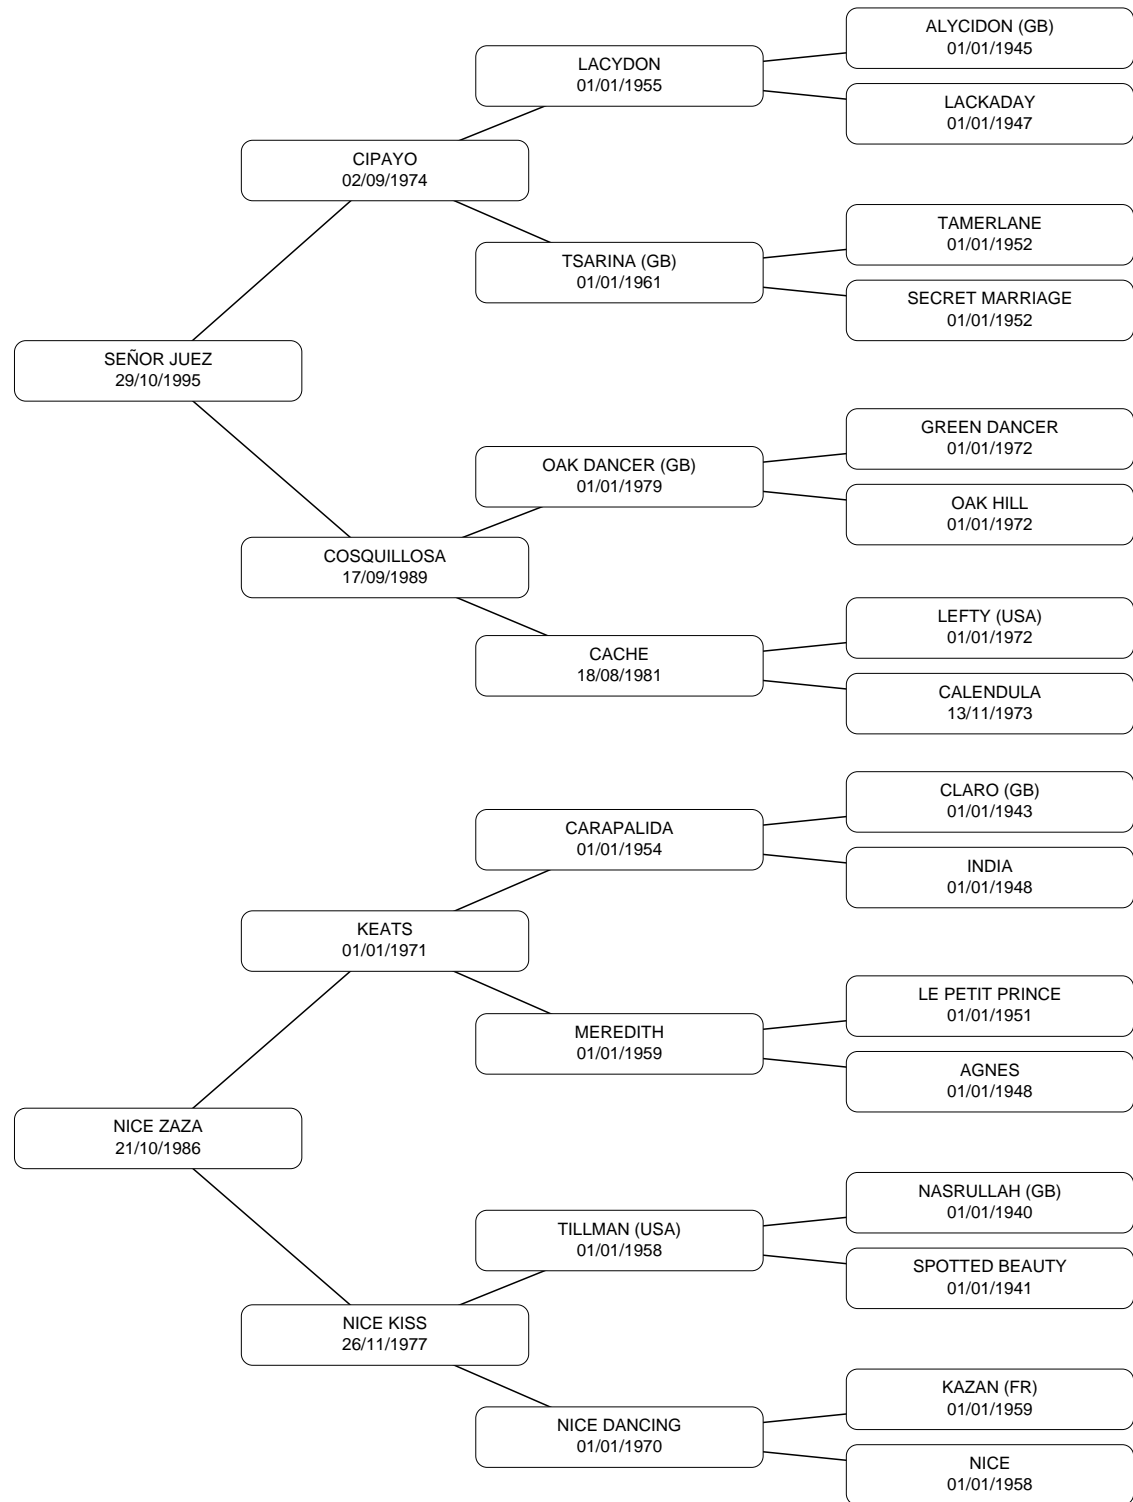 ALYCIDON (GB)
01/01/1945
LACYDON
01/01/1955
LACKADAY
01/01/1947
CIPAYO
02/09/1974
TAMERLANE
01/01/1952
TSARINA (GB)
01/01/1961
SECRET MARRIAGE
01/01/1952
SEÑOR JUEZ
29/10/1995
GREEN DANCER
01/01/1972
OAK DANCER (GB)
01/01/1979
OAK HILL
01/01/1972
COSQUILLOSA
17/09/1989
LEFTY (USA)
01/01/1972
CACHE
18/08/1981
CALENDULA
13/11/1973
CLARO (GB)
01/01/1943
CARAPALIDA
01/01/1954
INDIA
01/01/1948
KEATS
01/01/1971
LE PETIT PRINCE
01/01/1951
MEREDITH
01/01/1959
AGNES
01/01/1948
NICE ZAZA
21/10/1986
NASRULLAH (GB)
01/01/1940
TILLMAN (USA)
01/01/1958
SPOTTED BEAUTY
01/01/1941
NICE KISS
26/11/1977
KAZAN (FR)
01/01/1959
NICE DANCING
01/01/1970
NICE
01/01/1958